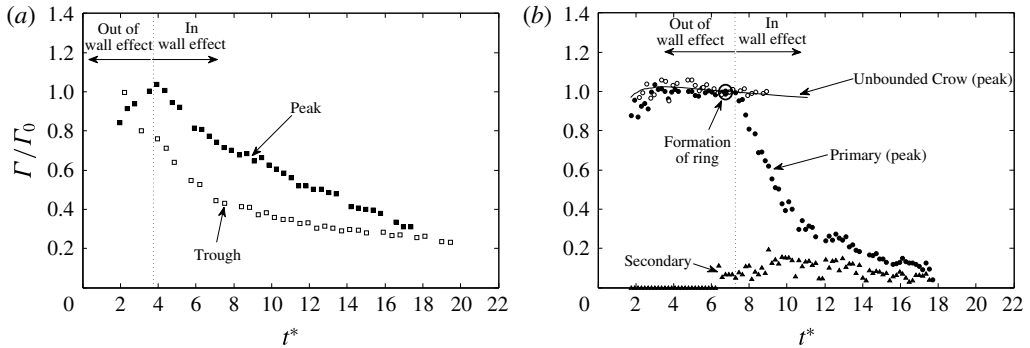 (a)
1.4
1.2
1.0
0.8
0.6
0.4
0.2
0
Γ/Γ0
Out of
wall effect
In
wall effect
Peak
Trough
2 4 6 8 10 12 14 16 18 20 22
t*
(b)
1.4
1.2
1.0
0.8
0.6
0.4
0.2
0
Out of
wall effect
In
wall effect
Unbounded Crow (peak)
Formation
of ring
Primary (peak)
Secondary
2 4 6 8 10 12 14 16 18 20 22
t*